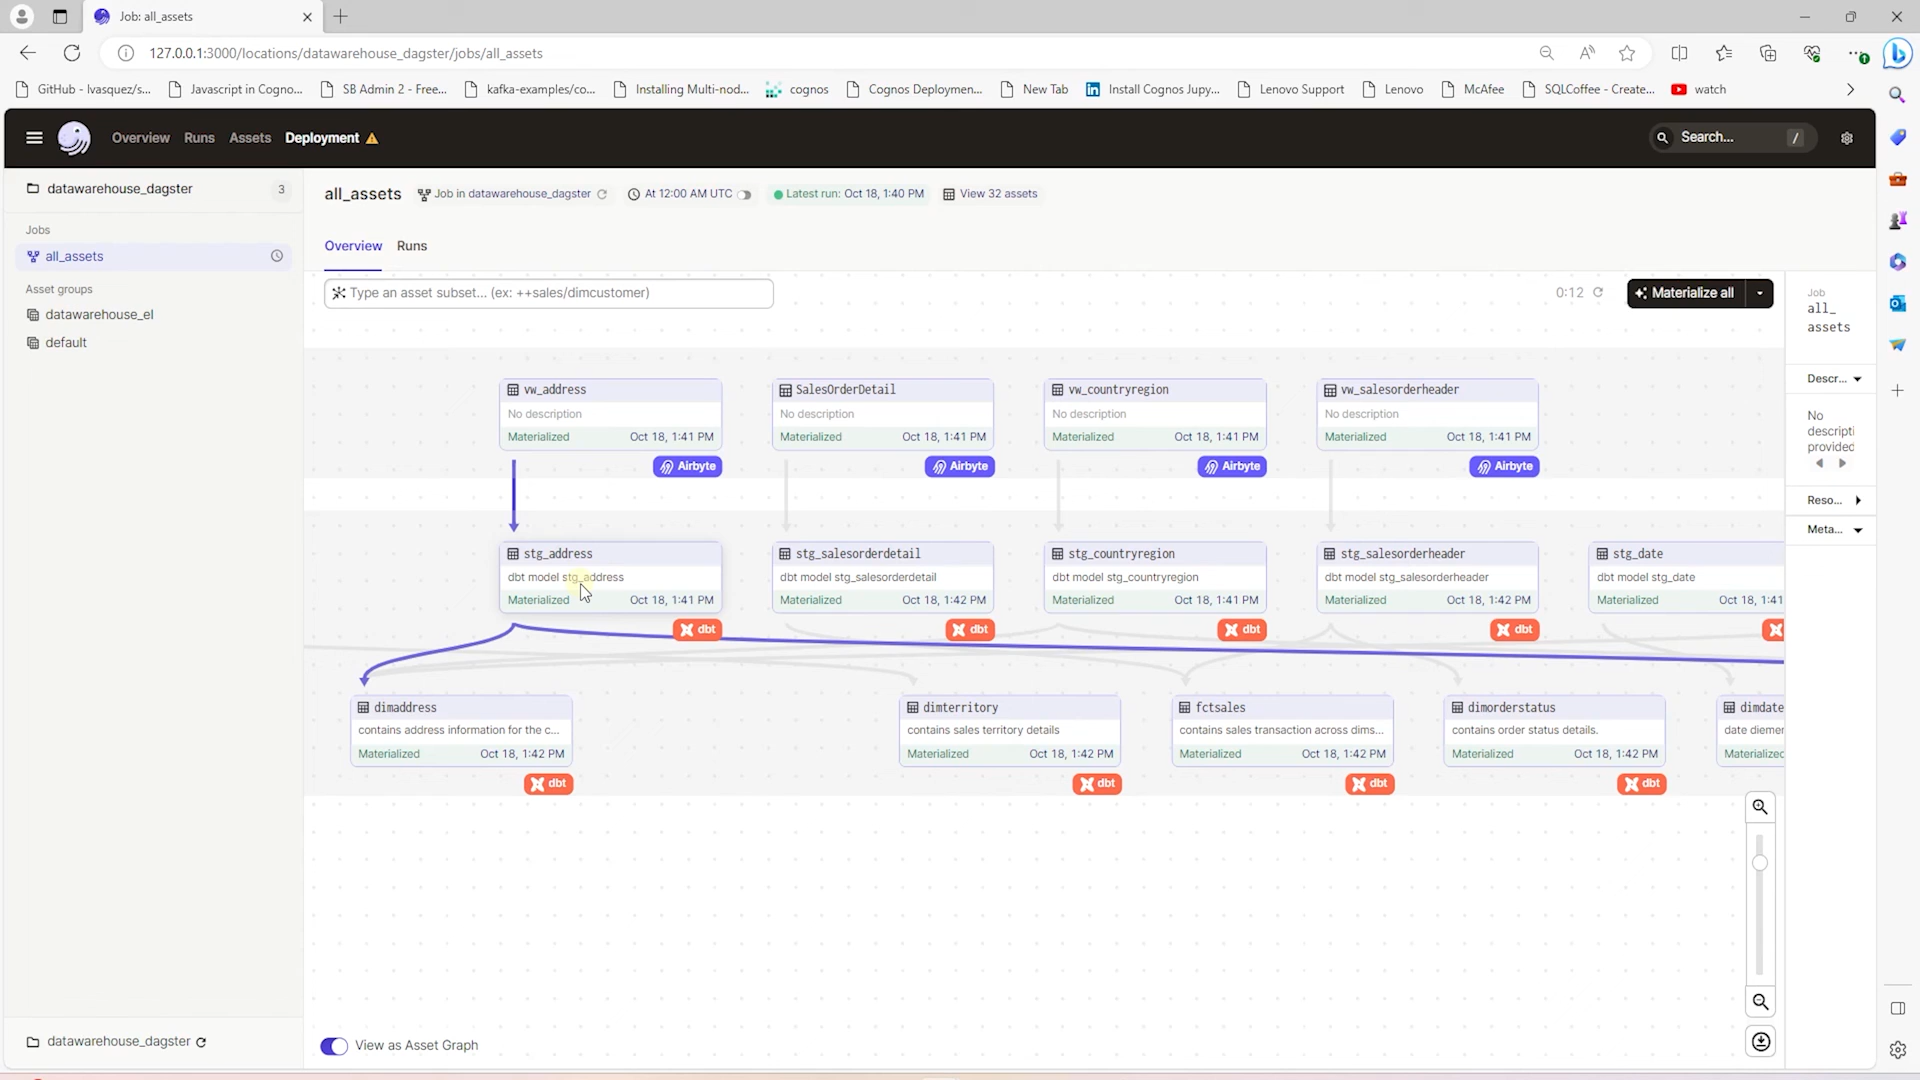 Job: all_assets
127.0.0.1:3000/locations/datawarehouse_dagster/jobs/all_assets
GitHub - lvasquez/s... Javascript in Cogno... SB Admin 2 - Free... kafka-examples/co... Installing Multi-nod... cognos Cognos Deploymen... New Tab Install Cognos Jupy... Lenovo Support Lenovo McAfee SQLCoffee - Create... watch
Overview Runs Assets Deployment Search... /
datawarehouse_dagster 3
Jobs
all_assets
Asset groups
datawarehouse_el
default
datawarehouse_dagster
all_assets Job in datawarehouse_dagster At 12:00 AM UTC Latest run: Oct 18, 1:40 PM View 32 assets
Overview Runs
Type an asset subset... (ex: ++sales/dimcustomer) 0:12 Materialize all
vw_address SalesOrderDetail vw_countryregion vw_salesorderheader
No description No description No description No description
Materialized Oct 18, 1:41 PM Materialized Oct 18, 1:41 PM Materialized Oct 18, 1:41 PM Materialized Oct 18, 1:41 PM
Airbyte Airbyte Airbyte Airbyte
stg_address stg_salesorderdetail stg_countryregion stg_salesorderheader stg_date
dbt model stg_address dbt model stg_salesorderdetail dbt model stg_countryregion dbt model stg_salesorderheader dbt model stg_date
Materialized Oct 18, 1:41 PM Materialized Oct 18, 1:42 PM Materialized Oct 18, 1:41 PM Materialized Oct 18, 1:42 PM Materialized Oct 18, 1:41
dbt dbt dbt dbt
dimaddress dimterritory fctsales dimorderstatus dimdate
contains address information for the c... contains sales territory details contains sales transaction across dims... contains order status details. date diemer
Materialized Oct 18, 1:42 PM Materialized Oct 18, 1:42 PM Materialized Oct 18, 1:42 PM Materialized Oct 18, 1:42 PM Materialized
dbt dbt dbt dbt
View as Asset Graph
Job
all_
assets
Descr...
No
descripti
provided
Reso...
Meta...